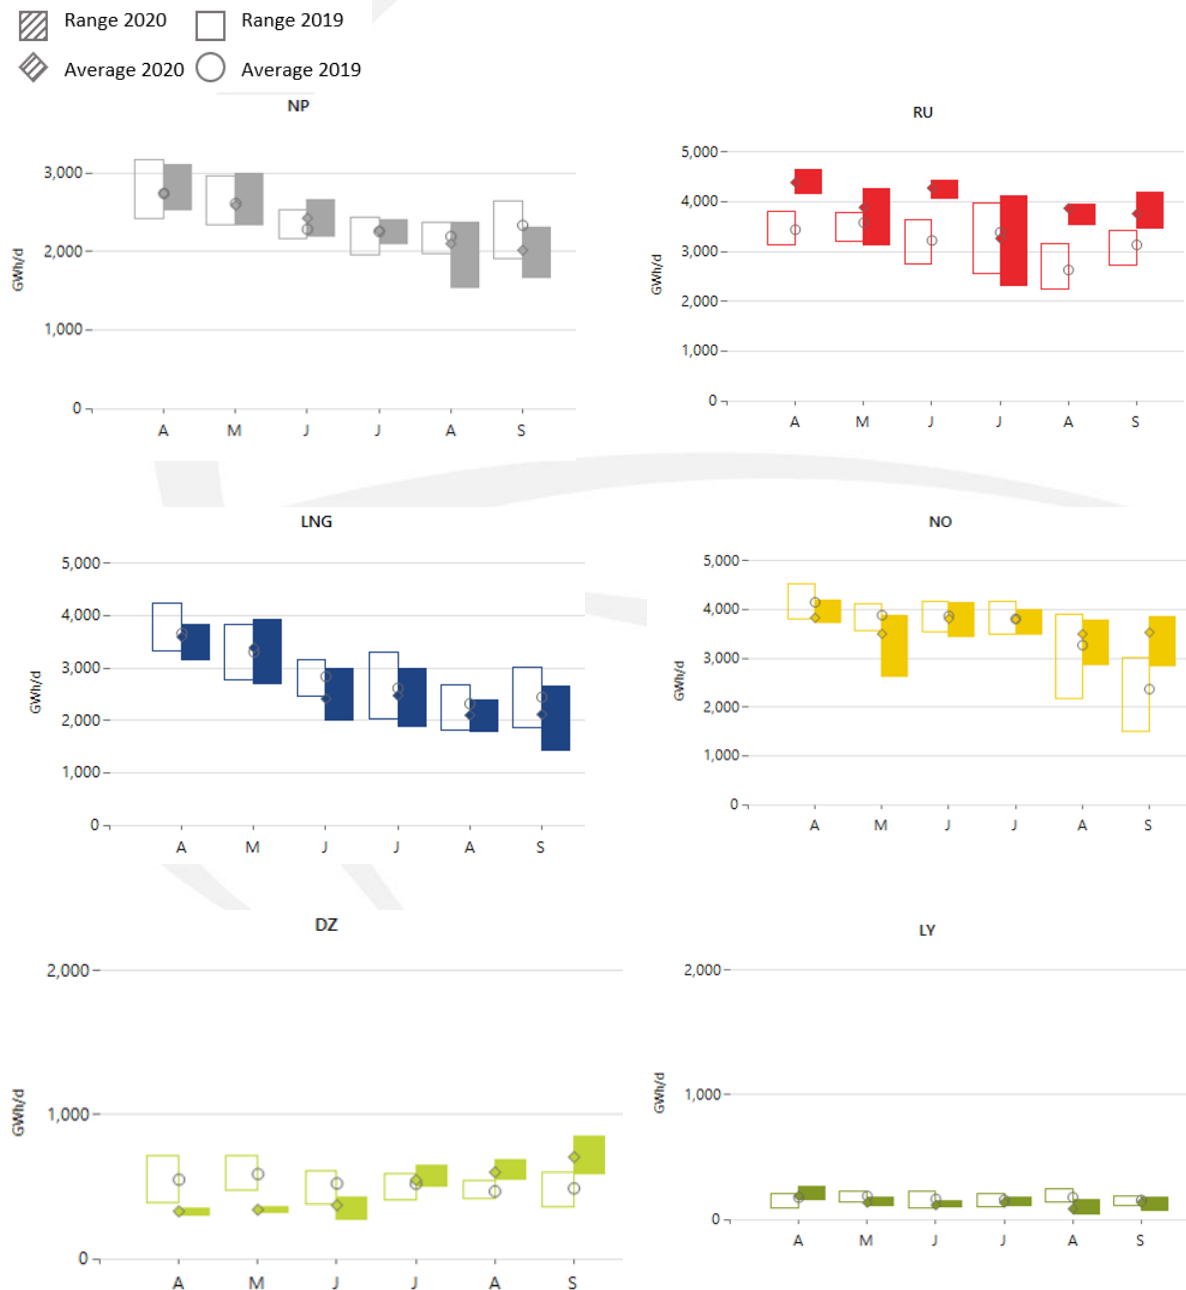 Range 2020
Range 2019
Average 2020
Average 2019
NP
GWh/d
3,000
2,000
1,000
0
A M J J A S
RU
GWh/d
5,000
4,000
3,000
2,000
1,000
0
A M J J A S
LNG
GWh/d
5,000
4,000
3,000
2,000
1,000
0
A M J J A S
NO
GWh/d
5,000
4,000
3,000
2,000
1,000
0
A M J J A S
DZ
GWh/d
2,000
1,000
0
A M J J A S
LY
GWh/d
2,000
1,000
0
A M J J A S